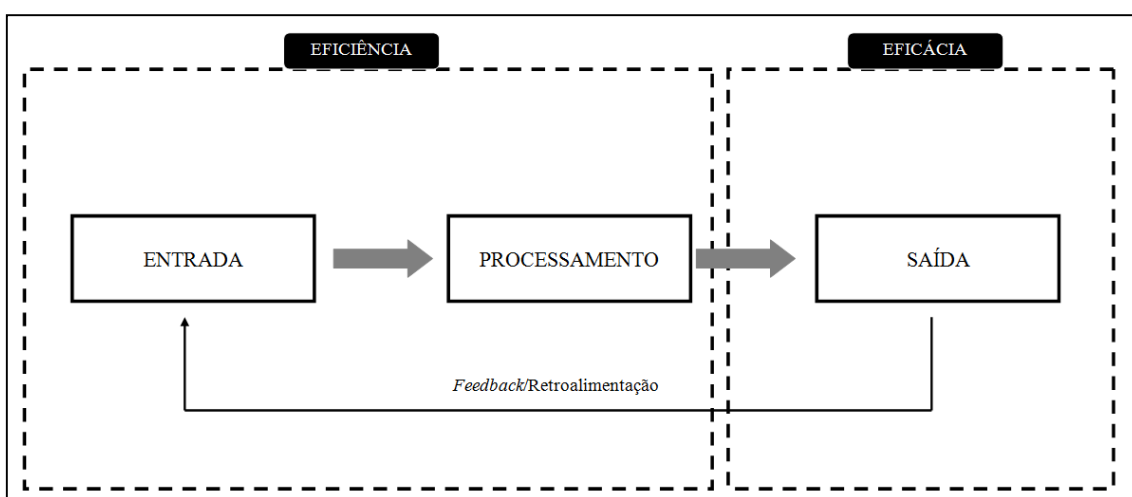 EFICIÊNCIA
EFICÁCIA
ENTRADA
PROCESSAMENTO
SAÍDA
Feedback/Retroalimentação